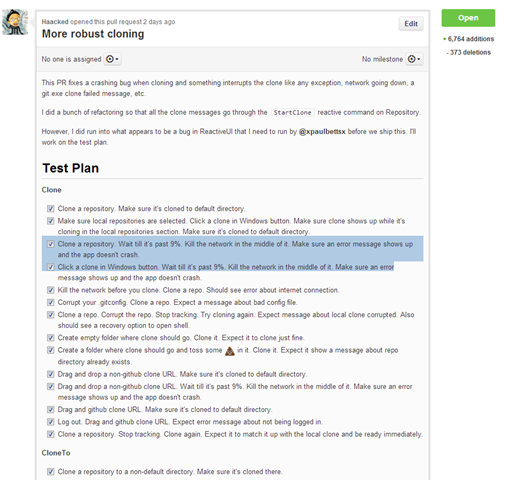 Haacked opened this pull request 2 days ago
More robust cloning
Edit
Open
6,764 additions
- 373 deletions
No one is assigned
No milestone
This PR fixes a crashing bug when cloning and something interrupts the clone like any exception, network going down, a
git.exe clone failed message, etc.
I did a bunch of refactoring so that all the clone messages go through the StartClone reactive command on Repository.
However, I did run into what appears to be a bug in ReactiveUI that I need to run by @xpaulbettsx before we ship this. I'll
work on the test plan.
Test Plan
Clone
Clone a repository. Make sure it's cloned to default directory.
Make sure local repositories are selected. Click a clone in Windows button. Make sure clone shows up while it's
cloning in the local repositories section. Make sure it's cloned to default directory.
Clone a repository. Wait till it's past 9%. Kill the network in the middle of it. Make sure an error message shows up
and the app doesn't crash.
Click a clone in Windows button. Wait till it's past 9%. Kill the network in the middle of it. Make sure an error
message shows up and the app doesn't crash.
Kill the network before you clone. Clone a repo. Should see error about internet connection.
Corrupt your .gitconfig. Clone a repo. Expect a message about bad config file.
Clone a repo. Corrupt the repo. Stop tracking. Try cloning again. Expect message about local clone corrupted. Also
should see a recovery option to open shell.
Create empty folder where clone should go. Clone it. Expect it to clone just fine.
Create a folder where clone should go and toss some 💩 in it. Clone it. Expect it show a message about repo
directory already exists.
Drag and drop a non-github clone URL. Make sure it's cloned to default directory.
Drag and drop a non-github clone URL. Wait till it's past 9%. Kill the network in the middle of it. Make sure an error
message shows up and the app doesn't crash.
Drag and github clone URL. Make sure it's cloned to default directory.
Log out. Drag and github clone URL. Expect error message about not being logged in.
Clone a repository. Stop tracking. Clone again. Expect it to match it up with the local clone and be ready immediately.
CloneTo
Clone a repository to a non-default directory. Make sure it's cloned there.